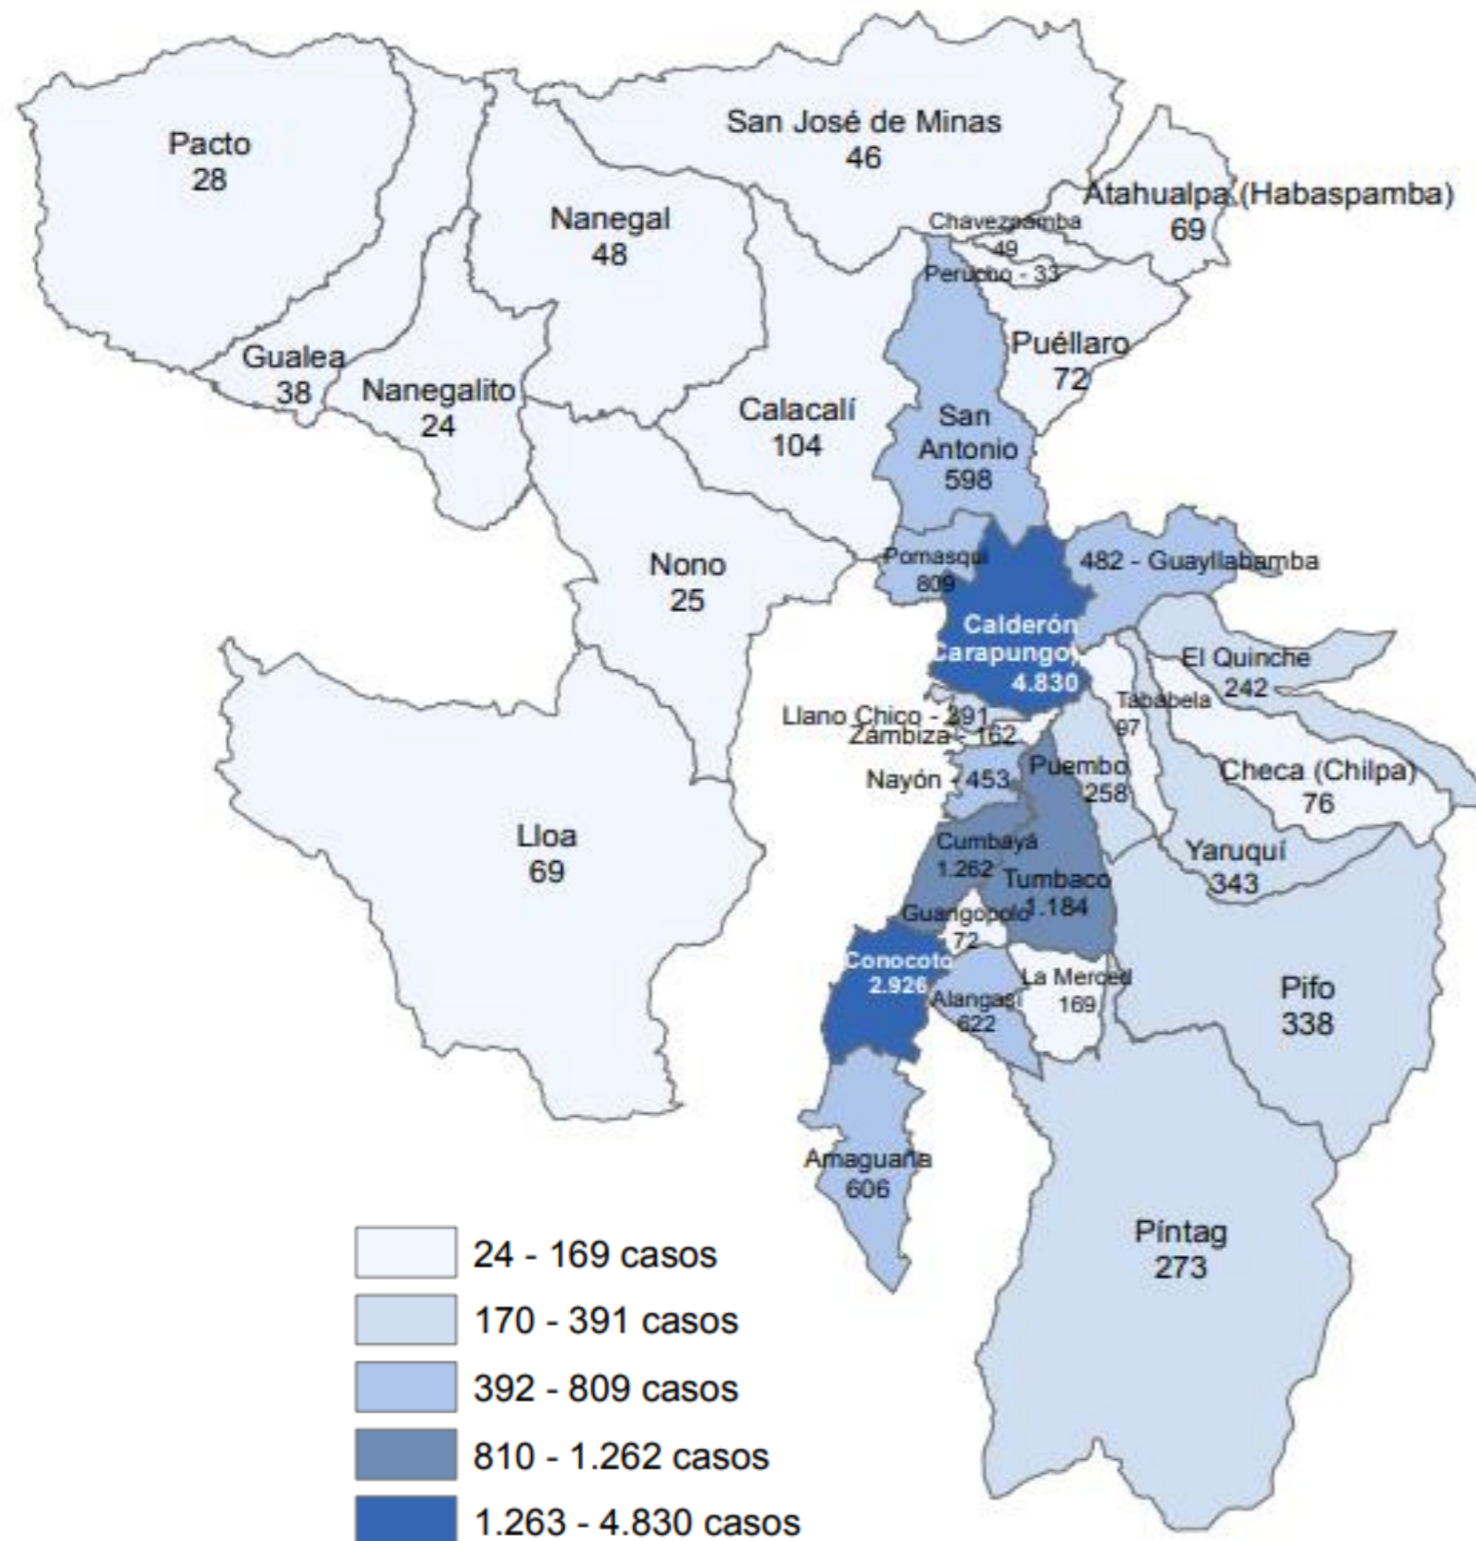 San José de Minas
46
Pacto
28
Atahualpa (Habaspamba)
69
Nanegal
48
Chavezpamba
49
Perucho - 33
Puéllaro
72
Gualea
38
Nanegalito
24
Calacalí
104
San
Antonio
598
Nono
25
Pomasqui
809
482 - Guayllabamba
Calderón
(Carapungo)
4.830
El Quinche
242
Tababela
97
Llano Chico - 391
Zámbiza - 162
Nayón - 453
Puembo
258
Checa (Chilpa)
76
Lloa
69
Cumbayá
1.262
Tumbaco
1.184
Yaruquí
343
Guangopolo
72
Conocoto
2.926
Alangasí
622
La Merced
169
Pifo
338
Amaguaña
606
Píntag
273
24 - 169 casos
170 - 391 casos
392 - 809 casos
810 - 1.262 casos
1.263 - 4.830 casos